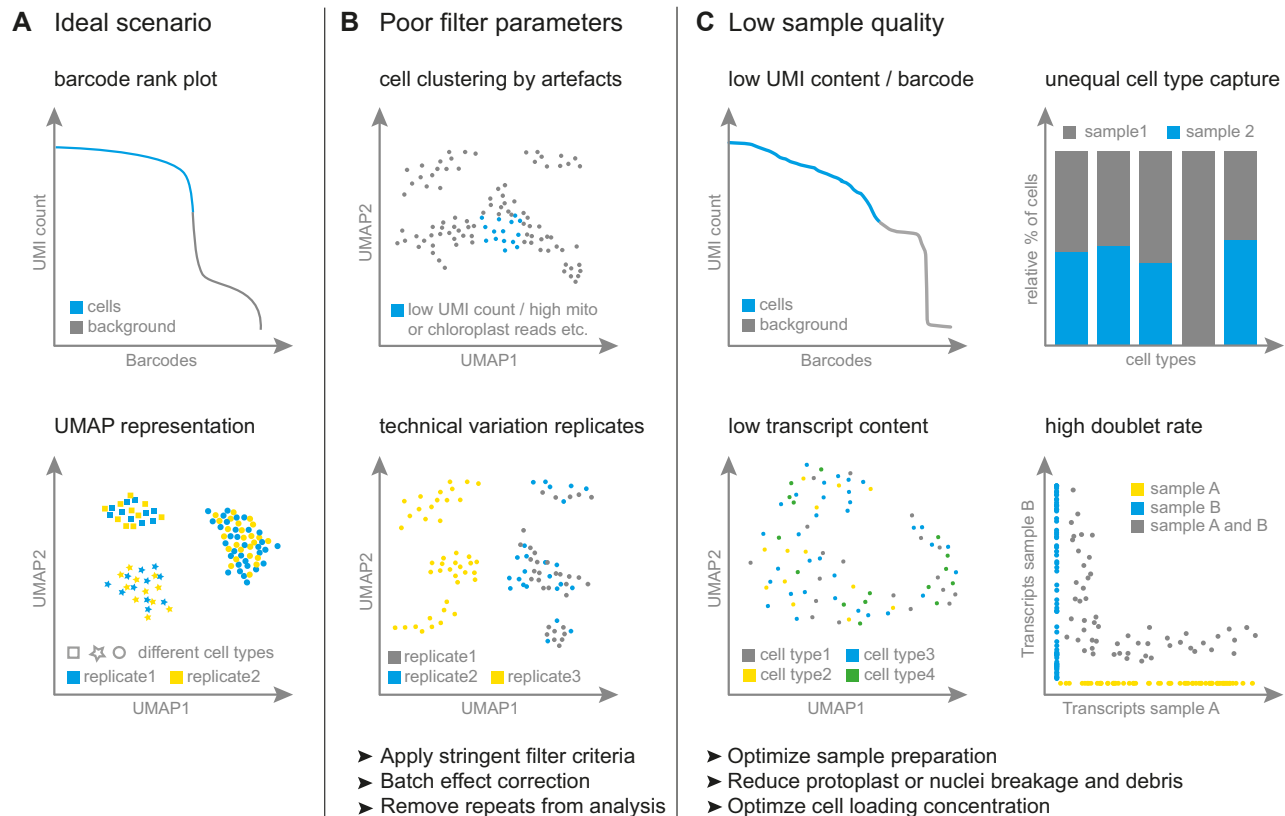 A Ideal scenario
barcode rank plot
UMI count
cells
background
Barcodes
UMAP representation
UMAP2
different cell types
replicate1 replicate2
UMAP1
B Poor filter parameters
cell clustering by artefacts
UMAP2
low UMI count / high mito
or chloroplast reads etc.
UMAP1
technical variation replicates
UMAP2
replicate1
replicate2 replicate3
UMAP1
➤ Apply stringent filter criteria
➤ Batch effect correction
➤ Remove repeats from analysis
C Low sample quality
low UMI content / barcode
UMI count
cells
background
Barcodes
unequal cell type capture
sample1 sample 2
relative % of cells
cell types
low transcript content
UMAP2
cell type1 cell type3
cell type2 cell type4
UMAP1
high doublet rate
sample A
sample B
sample A and B
Transcripts sample B
Transcripts sample A
➤ Optimize sample preparation
➤ Reduce protoplast or nuclei breakage and debris
➤ Optimze cell loading concentration